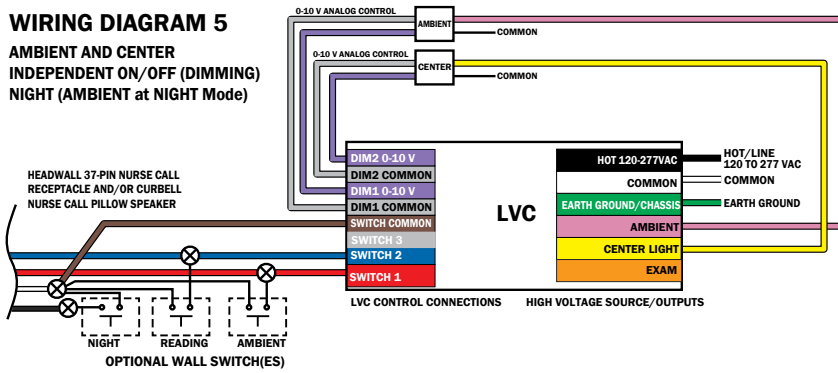 WIRING DIAGRAM 5
AMBIENT AND CENTER
INDEPENDENT ON/OFF (DIMMING)
NIGHT (AMBIENT at NIGHT Mode)
0-10 V ANALOG CONTROL
AMBIENT
COMMON
0-10 V ANALOG CONTROL
CENTER
COMMON
HEADWALL 37-PIN NURSE CALL
RECEPTACLE AND/OR CURBELL
NURSE CALL PILLOW SPEAKER
DIM2 0-10 V
DIM2 COMMON
DIM1 0-10 V
DIM1 COMMON
SWITCH COMMON
SWITCH 3
SWITCH 2
SWITCH 1
LVC
HOT 120-277VAC
COMMON
EARTH GROUND/CHASSIS
AMBIENT
CENTER LIGHT
EXAM
HOT/LINE
120 TO 277 VAC
COMMON
EARTH GROUND
LVC CONTROL CONNECTIONS
HIGH VOLTAGE SOURCE/OUTPUTS
NIGHT
READING
AMBIENT
OPTIONAL WALL SWITCH(ES)